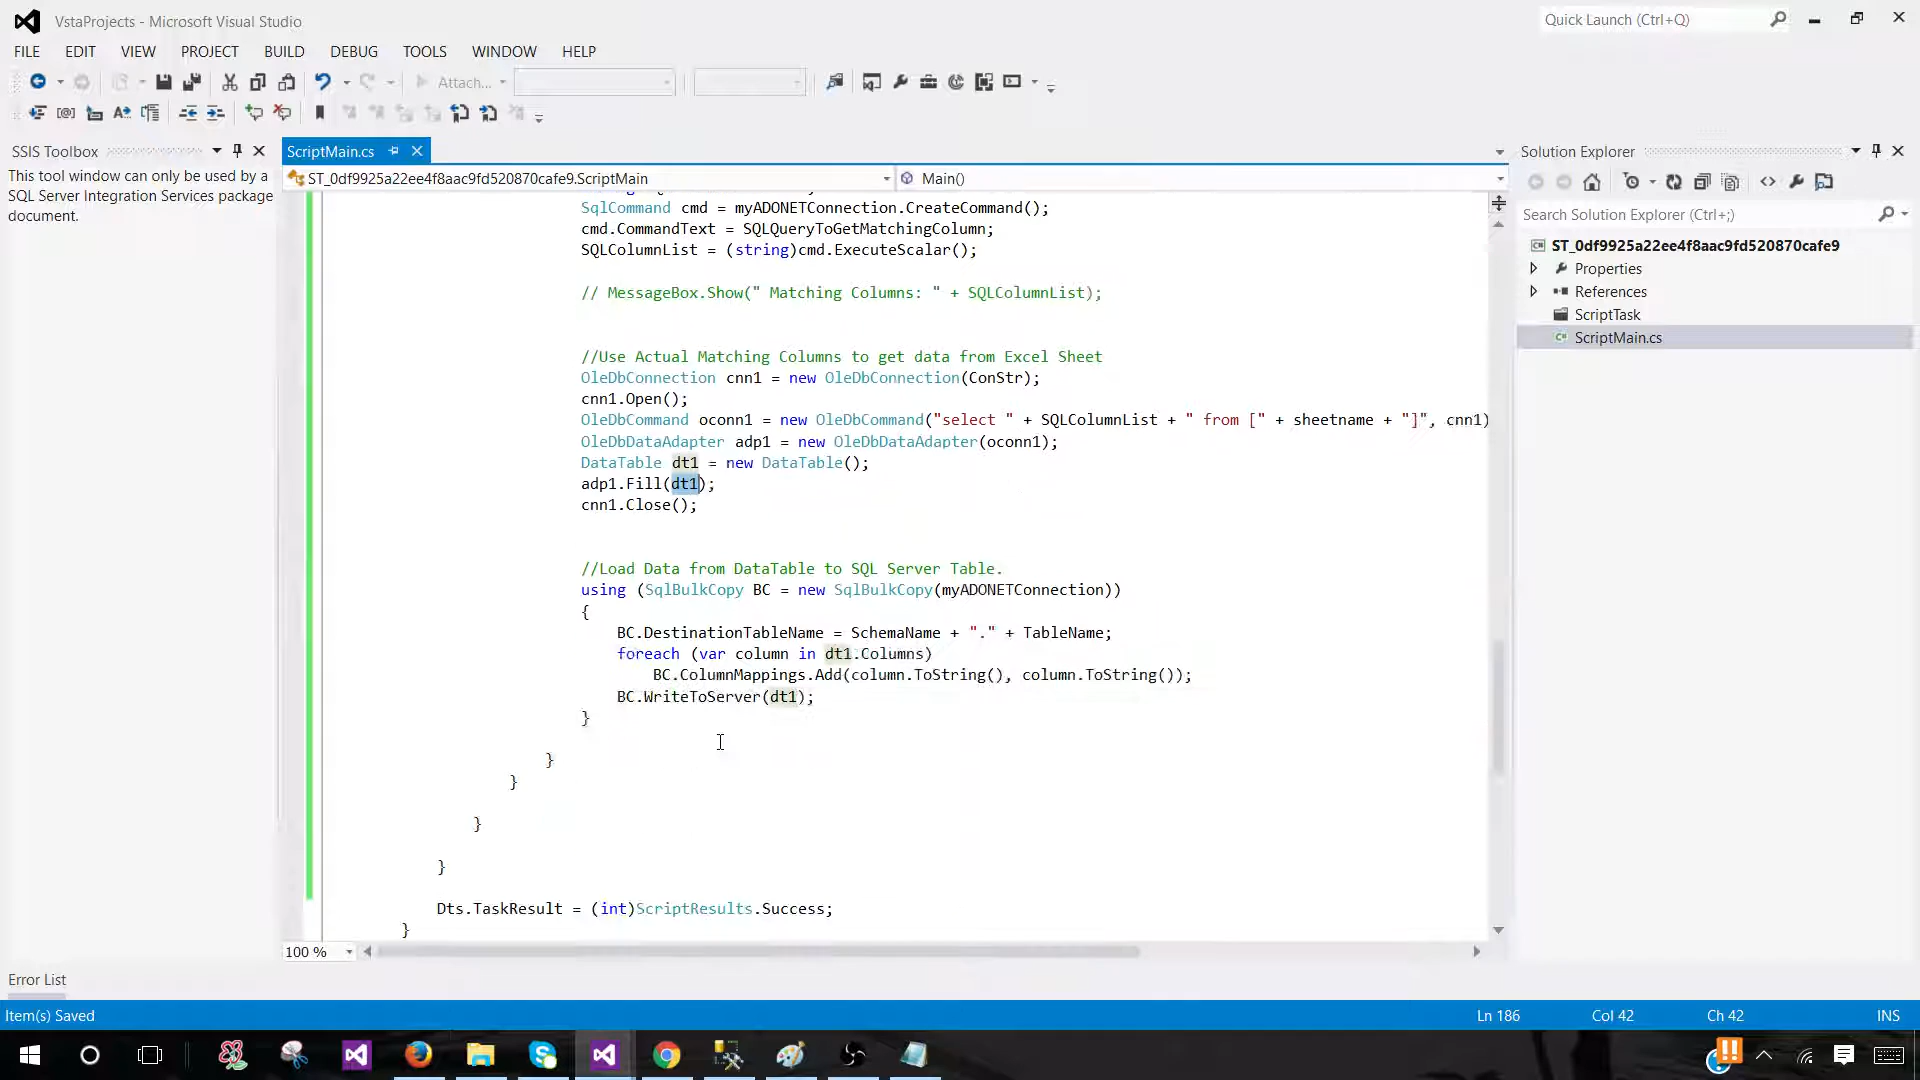 VstaProjects - Microsoft Visual Studio
Quick Launch (Ctrl+Q)
FILE EDIT VIEW PROJECT BUILD DEBUG TOOLS WINDOW HELP
Attach...
SSIS Toolbox
This tool window can only be used by a
SQL Server Integration Services package
document.
ScriptMain.cs
ST_0df9925a22ee4f8aac9fd520870cafe9.ScriptMain
Main()
SqlCommand cmd = myADONETConnection.CreateCommand();
cmd.CommandText = SQLQueryToGetMatchingColumn;
SQLColumnList = (string)cmd.ExecuteScalar();
// MessageBox.Show(" Matching Columns: " + SQLColumnList);
//Use Actual Matching Columns to get data from Excel Sheet
OleDbConnection cnn1 = new OleDbConnection(ConStr);
cnn1.Open();
OleDbCommand oconn1 = new OleDbCommand("select " + SQLColumnList + " from [" + sheetname + "]", cnn1)
OleDbDataAdapter adp1 = new OleDbDataAdapter(oconn1);
DataTable dt1 = new DataTable();
adp1.Fill(dt1);
cnn1.Close();
//Load Data from DataTable to SQL Server Table.
using (SqlBulkCopy BC = new SqlBulkCopy(myADONETConnection))
{
BC.DestinationTableName = SchemaName + "." + TableName;
foreach (var column in dt1.Columns)
BC.ColumnMappings.Add(column.ToString(), column.ToString());
BC.WriteToServer(dt1);
}
}
}
}
}
Dts.TaskResult = (int)ScriptResults.Success;
}
100 %
Solution Explorer
Search Solution Explorer (Ctrl+;)
ST_0df9925a22ee4f8aac9fd520870cafe9
Properties
References
ScriptTask
ScriptMain.cs
Error List
Item(s) Saved
Ln 186
Col 42
Ch 42
INS